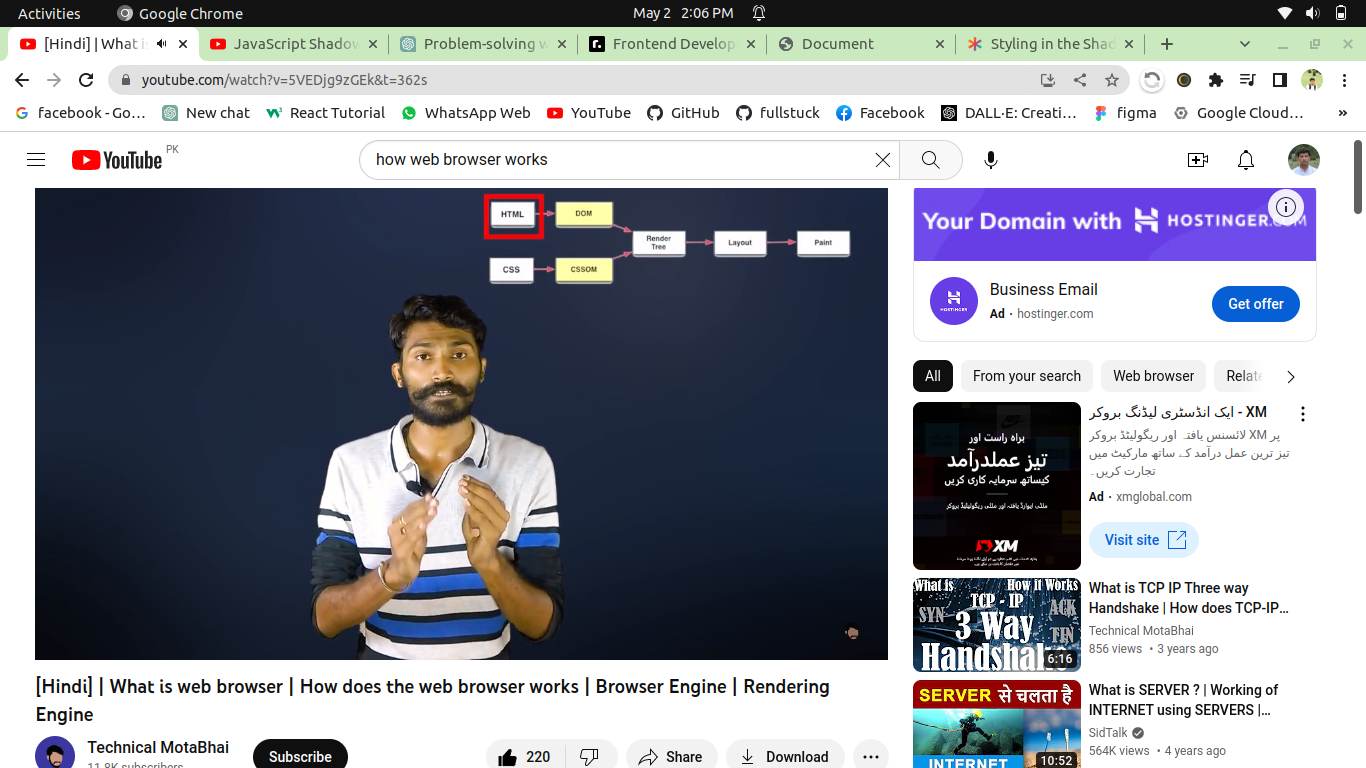 Activities
Google Chrome
May 2 2:06 PM
[Hindi] | What is
JavaScript Shadow
Problem-solving w
Frontend Develop
Document
Styling in the Shad
youtube.com/watch?v=5VEDjg9zGEk&t=362s
facebook - Go…
New chat
React Tutorial
WhatsApp Web
YouTube
GitHub
fullstuck
Facebook
DALL·E: Creati…
figma
Google Cloud…
»
YouTube PK
how web browser works
HTML
DOM
Render
Tree
Layout
Paint
CSS
CSSOM
[Hindi] | What is web browser | How does the web browser works | Browser Engine | Rendering
Engine
Technical MotaBhai
11.8K subscribers
Subscribe
220
Share
Download
Your Domain with HOSTINGER.COM
HOSTINGER
Business Email
Ad · hostinger.com
Get offer
All
From your search
Web browser
Relate
براہ راست اور
تیز عملدرآمد
کیساتھ سرمایہ کاری کریں
ملٹی ایوارڈ یافتہ اور ملٹی ریگولیٹڈ بروکر
XM
ایک انڈسٹری لیڈنگ بروکر - XM
پر XM لائسنس یافتہ اور ریگولیٹڈ بروکر
تیز ترین عمل درآمد کے ساتھ مارکیٹ میں
تجارت کریں۔
Ad · xmglobal.com
Visit site
What is
How it Works
TCP - IP
SYN
ACK
3 Way
FIN
Handshake
6:16
What is TCP IP Three way
Handshake | How does TCP-IP…
Technical MotaBhai
856 views • 3 years ago
SERVER से चलता है
INTERNET
10:52
What is SERVER ? | Working of
INTERNET using SERVERS |…
SidTalk
564K views • 4 years ago